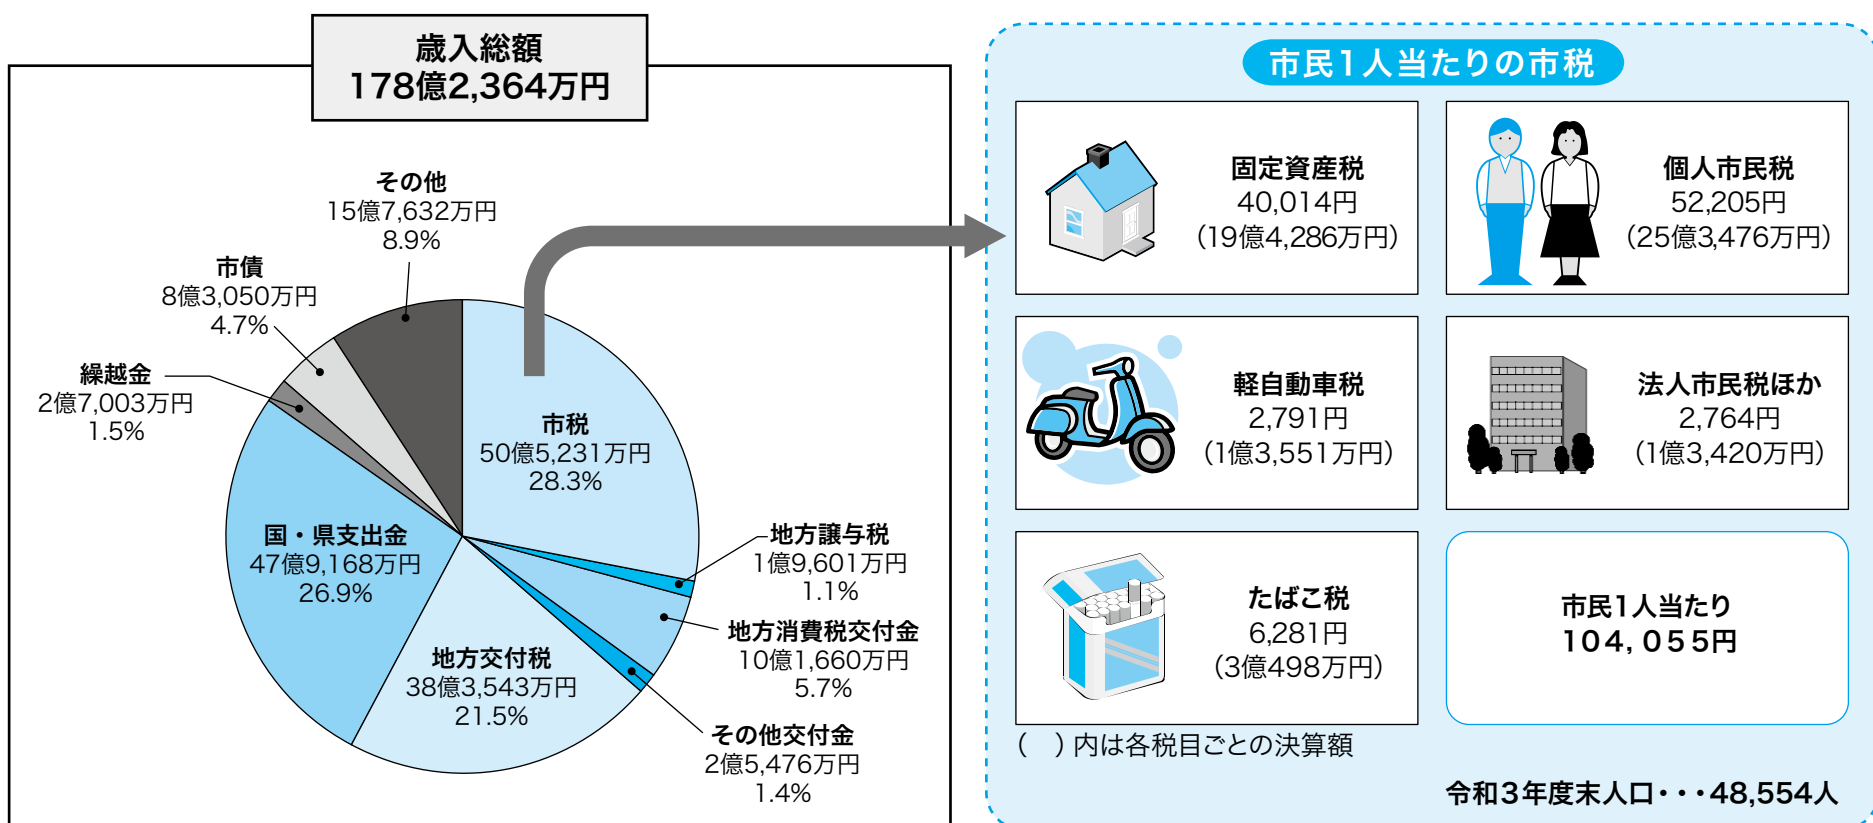 歳入総額
178億2,364万円
その他
15億7,632万円
8.9%
市債
8億3,050万円
4.7%
繰越金
2億7,003万円
1.5%
市税
50億5,231万円
28.3%
国・県支出金
47億9,168万円
26.9%
地方譲与税
1億9,601万円
1.1%
地方消費税交付金
10億1,660万円
5.7%
地方交付税
38億3,543万円
21.5%
その他交付金
2億5,476万円
1.4%
市民1人当たりの市税
固定資産税
40,014円
(19億4,286万円)
個人市民税
52,205円
(25億3,476万円)
軽自動車税
2,791円
(1億3,551万円)
法人市民税ほか
2,764円
(1億3,420万円)
たばこ税
6,281円
(3億498万円)
市民1人当たり
104,055円
( )内は各税目ごとの決算額
令和3年度末人口・・・48,554人